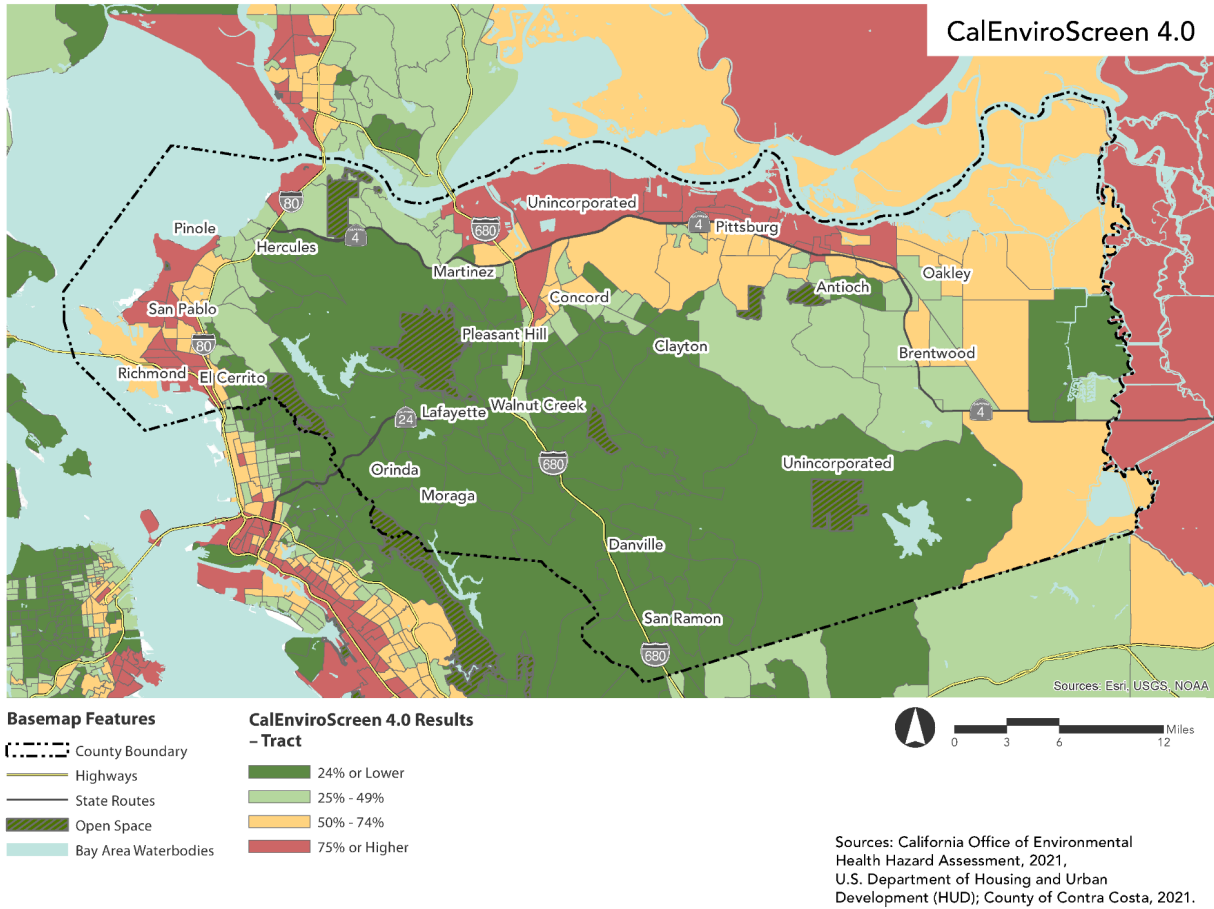 CalEnviroScreen 4.0
80
Unincorporated
Pinole
4
Pittsburg
680
Hercules
4
Martinez
Oakley
Antioch
Concord
San Pablo
Pleasant Hill
80
Clayton
Brentwood
Richmond
El Cerrito
Walnut Creek
Lafayette
24
4
Orinda
680
Unincorporated
Moraga
Danville
San Ramon
680
Sources: Esri, USGS, NOAA
Basemap Features
County Boundary
Highways
State Routes
Open Space
Bay Area Waterbodies
CalEnviroScreen 4.0 Results
– Tract
24% or Lower
25% - 49%
50% - 74%
75% or Higher
0 3 6 12 Miles
Sources: California Office of Environmental
Health Hazard Assessment, 2021,
U.S. Department of Housing and Urban
Development (HUD); County of Contra Costa, 2021.